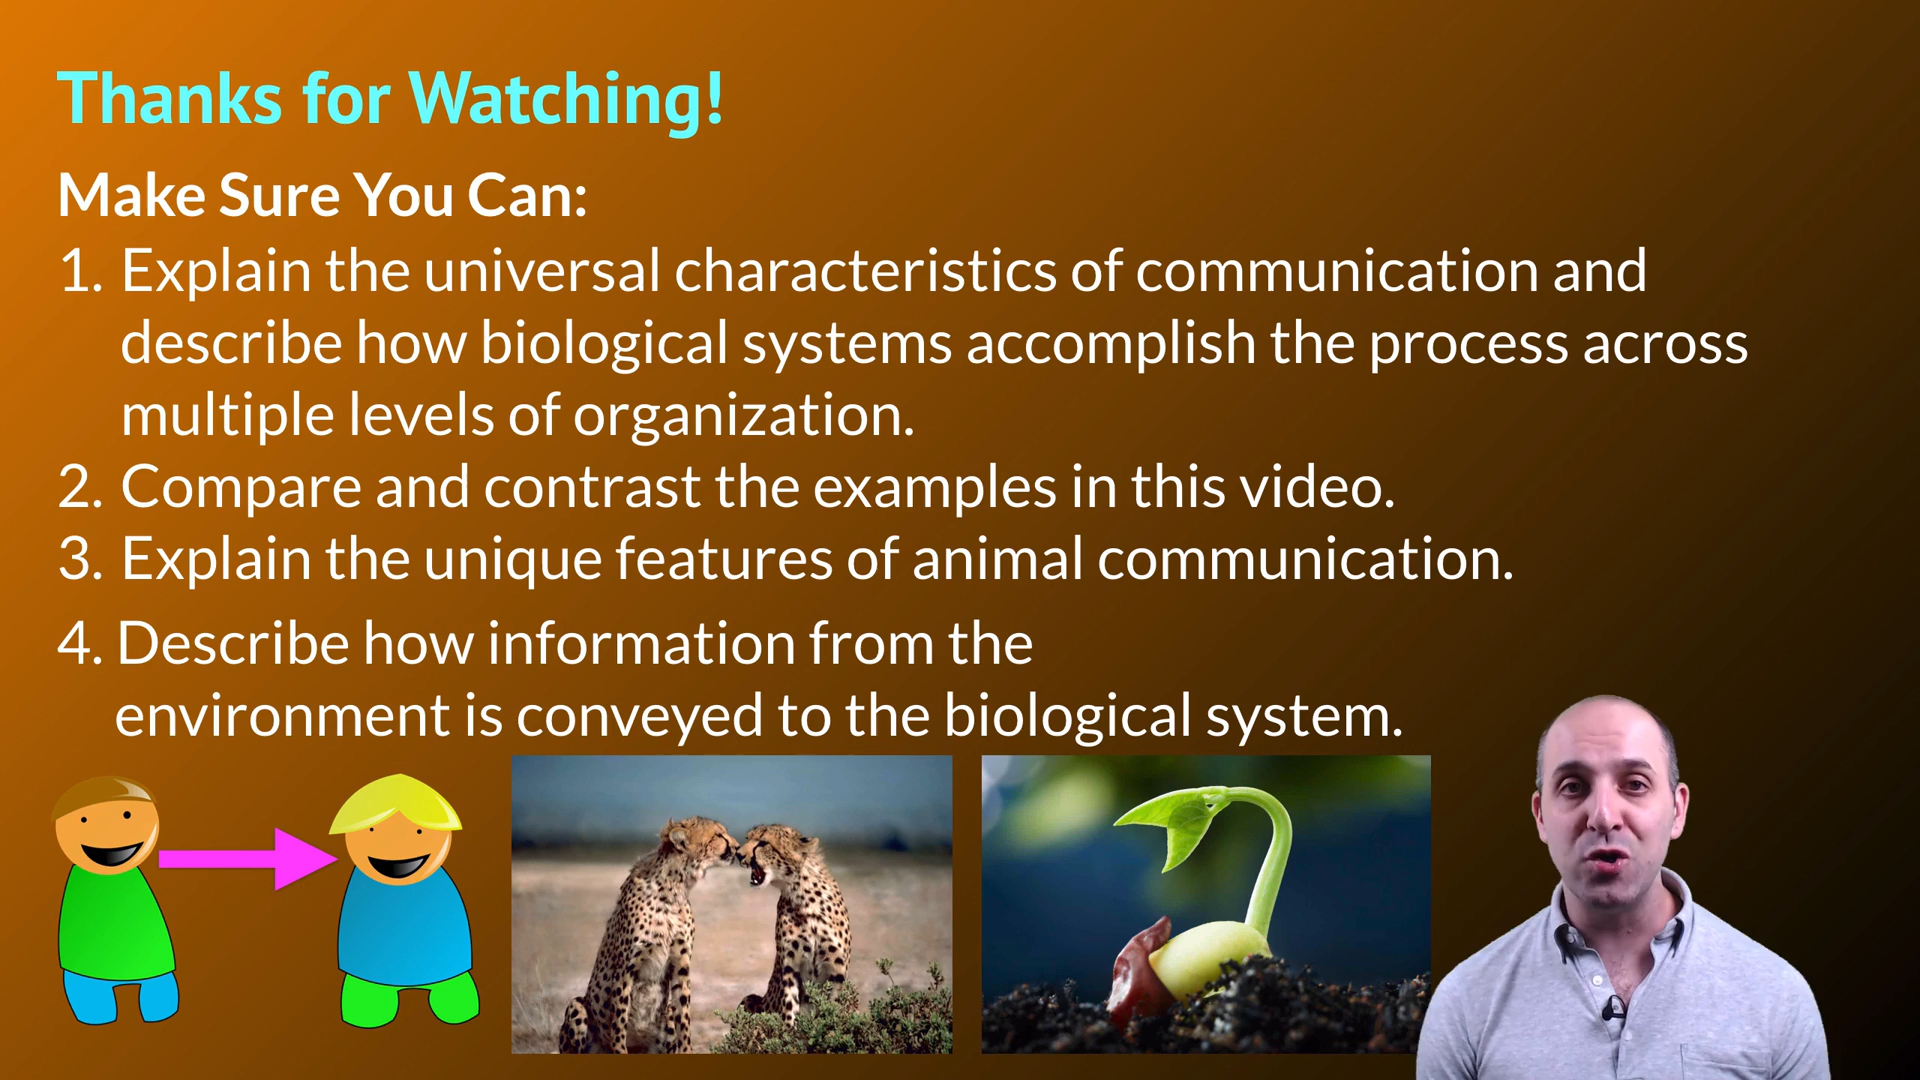 Thanks for Watching!
Make Sure You Can:
1. Explain the universal characteristics of communication and
describe how biological systems accomplish the process across
multiple levels of organization.
2. Compare and contrast the examples in this video.
3. Explain the unique features of animal communication.
4. Describe how information from the
environment is conveyed to the biological system.